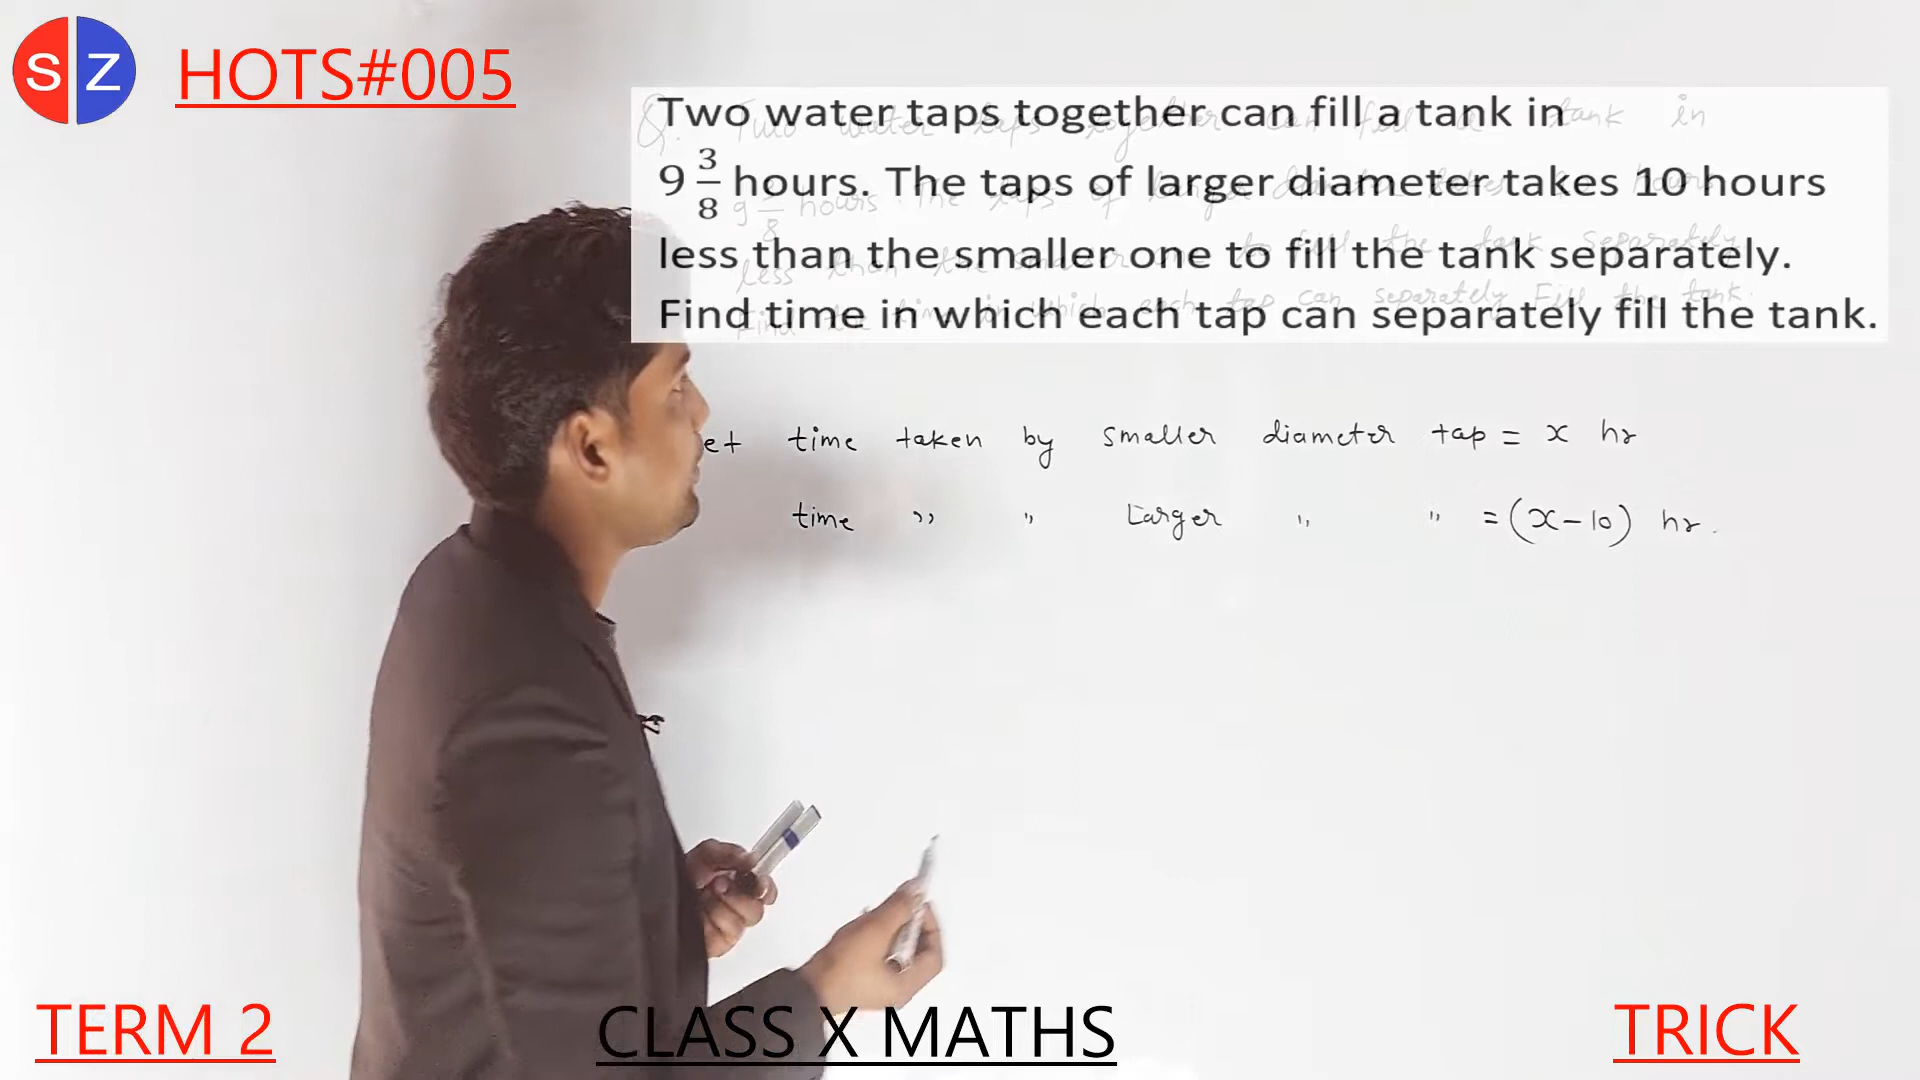 SZ
HOTS#005
Two water taps together can fill a tank in
9 3/8 hours. The taps of larger diameter takes 10 hours
less than the smaller one to fill the tank separately.
Find time in which each tap can separately fill the tank.
et time taken by smaller diameter tap = x hr
time ,, ,, Larger ,, ,, = (x-10) hr.
TERM 2
CLASS X MATHS
TRICK